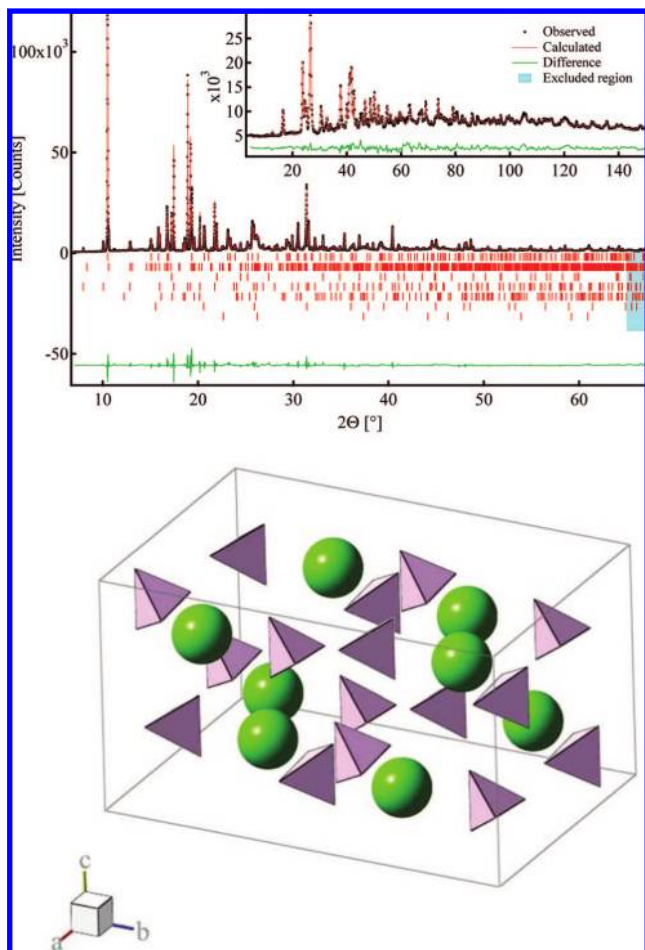 100x10³
50
0
-50
Intensity [Counts]
25
20
15
10
5
x10³
Observed
Calculated
Difference
Excluded region
20 40 60 80 100 120 140
10 20 30 40 50 60
2Θ [°]
c
a b